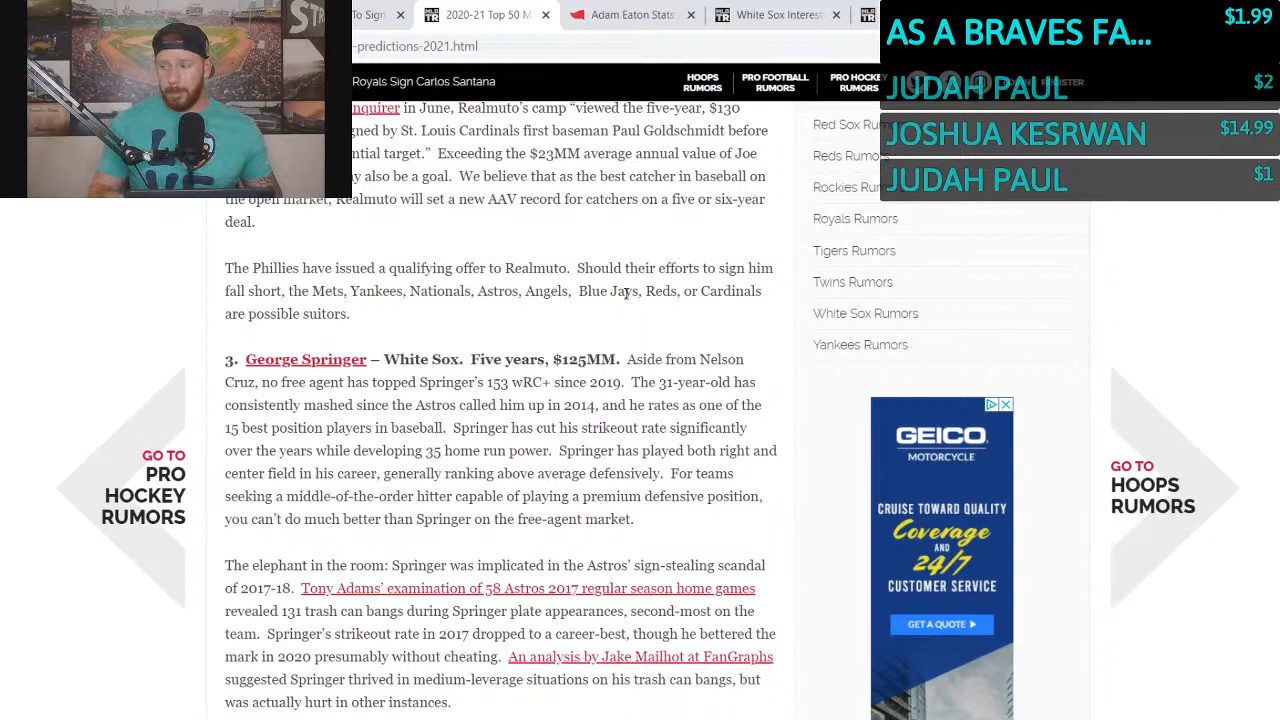 STR
To Sign
MLB TR 2020-21 Top 50 M
Adam Eaton Stats
MLB TR White Sox Interest
MLB TR
-predictions-2021.html
Royals Sign Carlos Santana
HOOPS RUMORS
PRO FOOTBALL RUMORS
PRO HOCKEY RUMORS
REGISTER
AS A BRAVES FA... $1.99
JUDAH PAUL $2
JOSHUA KESRWAN $14.99
JUDAH PAUL $1
nquirer in June, Realmuto's camp "viewed the five-year, $130
gned by St. Louis Cardinals first baseman Paul Goldschmidt before
ntial target." Exceeding the $23MM average annual value of Joe
y also be a goal. We believe that as the best catcher in baseball on
the open market, Realmuto will set a new AAV record for catchers on a five or six-year
deal.
The Phillies have issued a qualifying offer to Realmuto. Should their efforts to sign him
fall short, the Mets, Yankees, Nationals, Astros, Angels, Blue Jays, Reds, or Cardinals
are possible suitors.
3. George Springer – White Sox. Five years, $125MM. Aside from Nelson
Cruz, no free agent has topped Springer's 153 wRC+ since 2019. The 31-year-old has
consistently mashed since the Astros called him up in 2014, and he rates as one of the
15 best position players in baseball. Springer has cut his strikeout rate significantly
over the years while developing 35 home run power. Springer has played both right and
center field in his career, generally ranking above average defensively. For teams
seeking a middle-of-the-order hitter capable of playing a premium defensive position,
you can't do much better than Springer on the free-agent market.
The elephant in the room: Springer was implicated in the Astros' sign-stealing scandal
of 2017-18. Tony Adams' examination of 58 Astros 2017 regular season home games
revealed 131 trash can bangs during Springer plate appearances, second-most on the
team. Springer's strikeout rate in 2017 dropped to a career-best, though he bettered the
mark in 2020 presumably without cheating. An analysis by Jake Mailhot at FanGraphs
suggested Springer thrived in medium-leverage situations on his trash can bangs, but
was actually hurt in other instances.
Red Sox Rum
Reds Rumors
Rockies Ru
Royals Rumors
Tigers Rumors
Twins Rumors
White Sox Rumors
Yankees Rumors
GO TO
PRO
HOCKEY
RUMORS
GEICO
MOTORCYCLE
CRUISE TOWARD QUALITY
Coverage
AND
24/7
CUSTOMER SERVICE
GET A QUOTE
GO TO
HOOPS
RUMORS